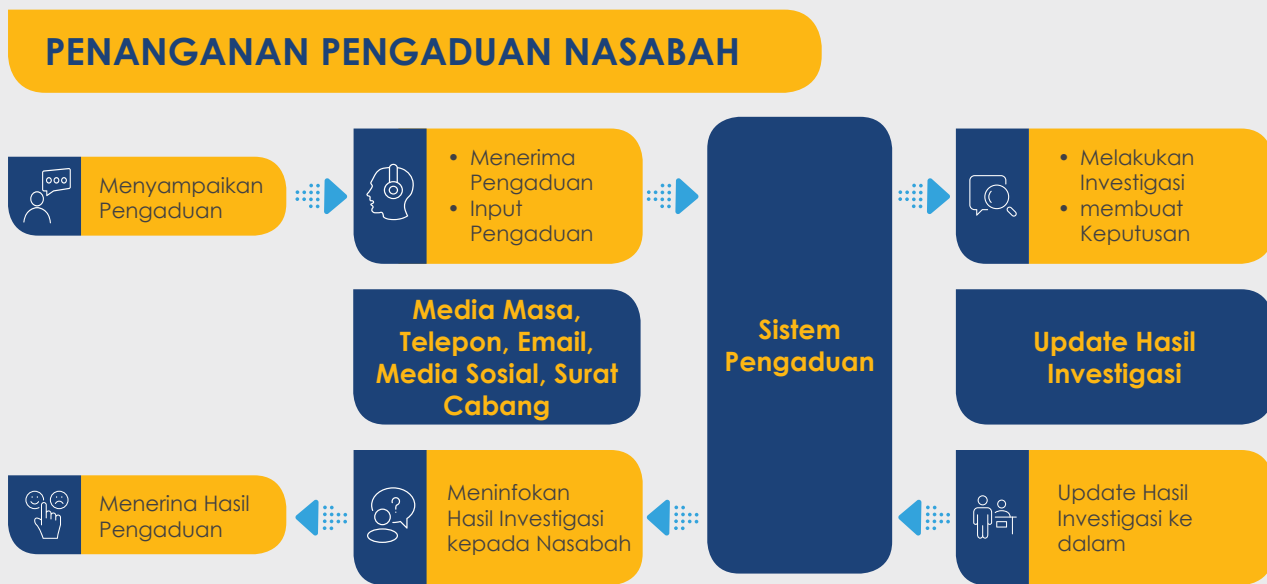 PENANGANAN PENGADUAN NASABAH
Menyampaikan
Pengaduan
• Menerima
Pengaduan
• Input
Pengaduan
• Melakukan
Investigasi
• membuat
Keputusan
Media Masa,
Telepon, Email,
Media Sosial, Surat
Cabang
Sistem
Pengaduan
Update Hasil
Investigasi
Menerina Hasil
Pengaduan
Meninfokan
Hasil Investigasi
kepada Nasabah
Update Hasil
Investigasi ke
dalam